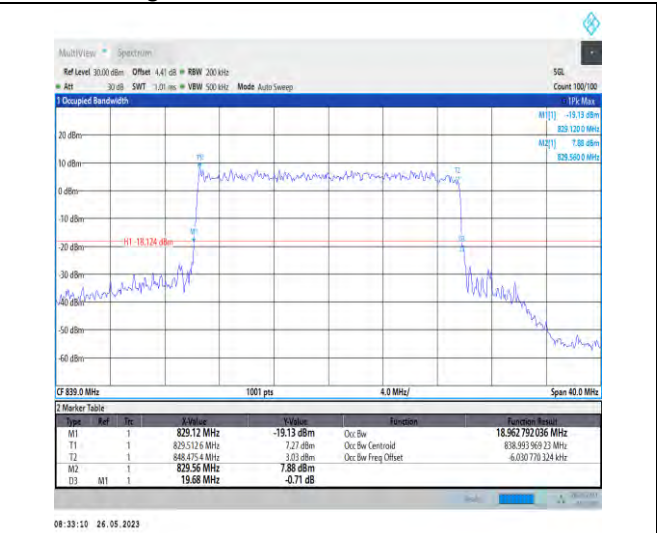 MultiView Spectrum
Ref Level 30.00 dBm Offset 4.41 dB RBW 200 kHz SGL
Att 30 dB SWT 1.01 ms VBW 500 kHz Mode Auto Sweep Count 100/100
1 Occupied Bandwidth 1Pk Max
M1[1] -19.13 dBm
829.120 0 MHz
M2[1] 7.88 dBm
829.560 0 MHz
20 dBm
10 dBm
T2
0 dBm
-10 dBm
M1
H1 -18.124 dBm
-20 dBm
-30 dBm
-40 dBm
-50 dBm
-60 dBm
CF 839.0 MHz 1001 pts 4.0 MHz/ Span 40.0 MHz
2 Marker Table
Type Ref Trc X-Value Y-Value Function Function Result
M1 1 829.12 MHz -19.13 dBm Occ Bw 18.962 792 036 MHz
T1 1 829.512 6 MHz 7.27 dBm Occ Bw Centroid 838.993 969 23 MHz
T2 1 848.475 4 MHz 3.03 dBm Occ Bw Freq Offset -6.030 770 324 kHz
M2 1 829.56 MHz 7.88 dBm
D3 M1 1 19.68 MHz -0.71 dB
08:33:10 26.05.2023